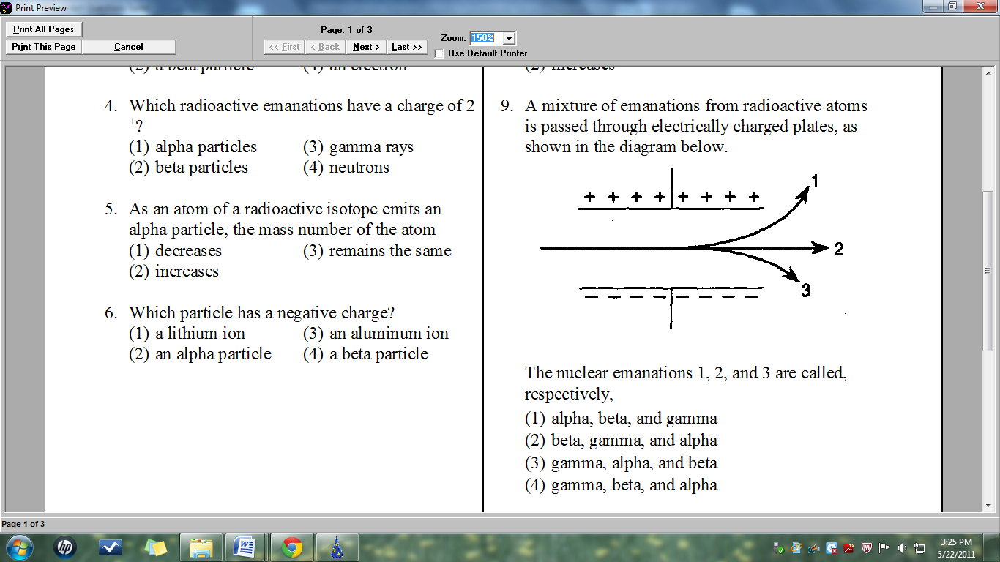 Print Preview
Print All Pages
Print This Page
Cancel
Page: 1 of 3
<< First
< Back
Next >
Last >>
Zoom: 150%
Use Default Printer
(2) a beta particle (4) an electron
4. Which radioactive emanations have a charge of 2
+?
(1) alpha particles (3) gamma rays
(2) beta particles (4) neutrons
5. As an atom of a radioactive isotope emits an
alpha particle, the mass number of the atom
(1) decreases (3) remains the same
(2) increases
6. Which particle has a negative charge?
(1) a lithium ion (3) an aluminum ion
(2) an alpha particle (4) a beta particle
(2) increases
9. A mixture of emanations from radioactive atoms
is passed through electrically charged plates, as
shown in the diagram below.
1
+ + + + + + + +
2
3
− − − − − − − −
The nuclear emanations 1, 2, and 3 are called,
respectively,
(1) alpha, beta, and gamma
(2) beta, gamma, and alpha
(3) gamma, alpha, and beta
(4) gamma, beta, and alpha
Page 1 of 3
hp
3:25 PM
5/22/2011